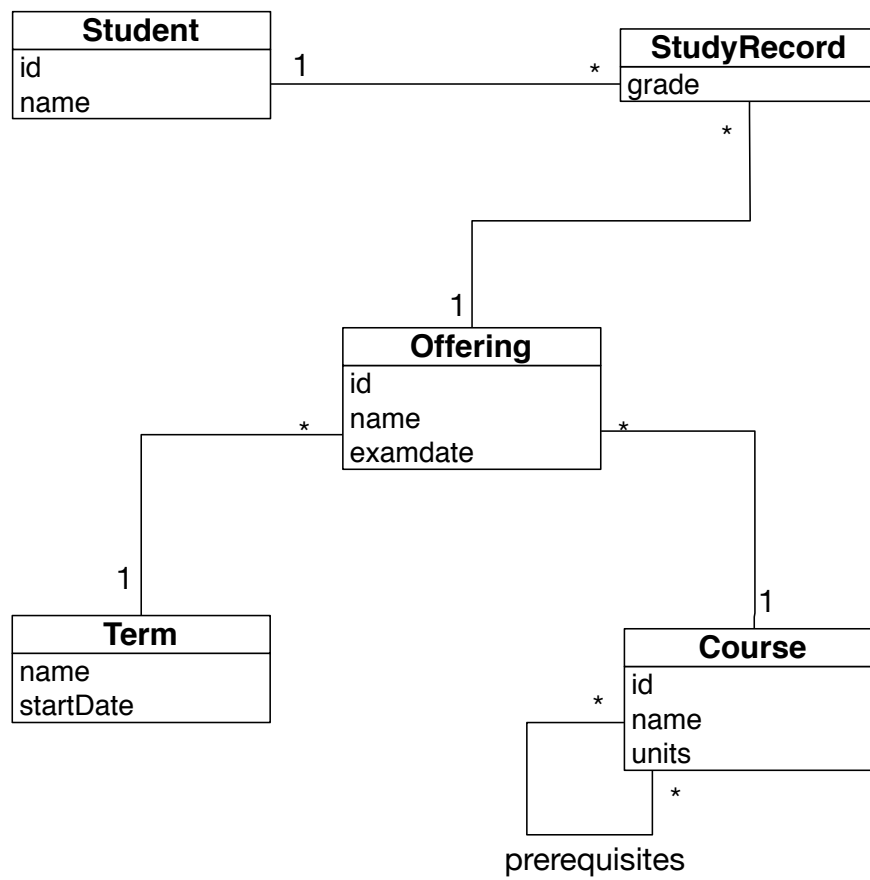 Student
id
name
1
*
StudyRecord
grade
*
1
Offering
id
name
examdate
*
*
1
Term
name
startDate
1
Course
id
name
units
*
*
prerequisites